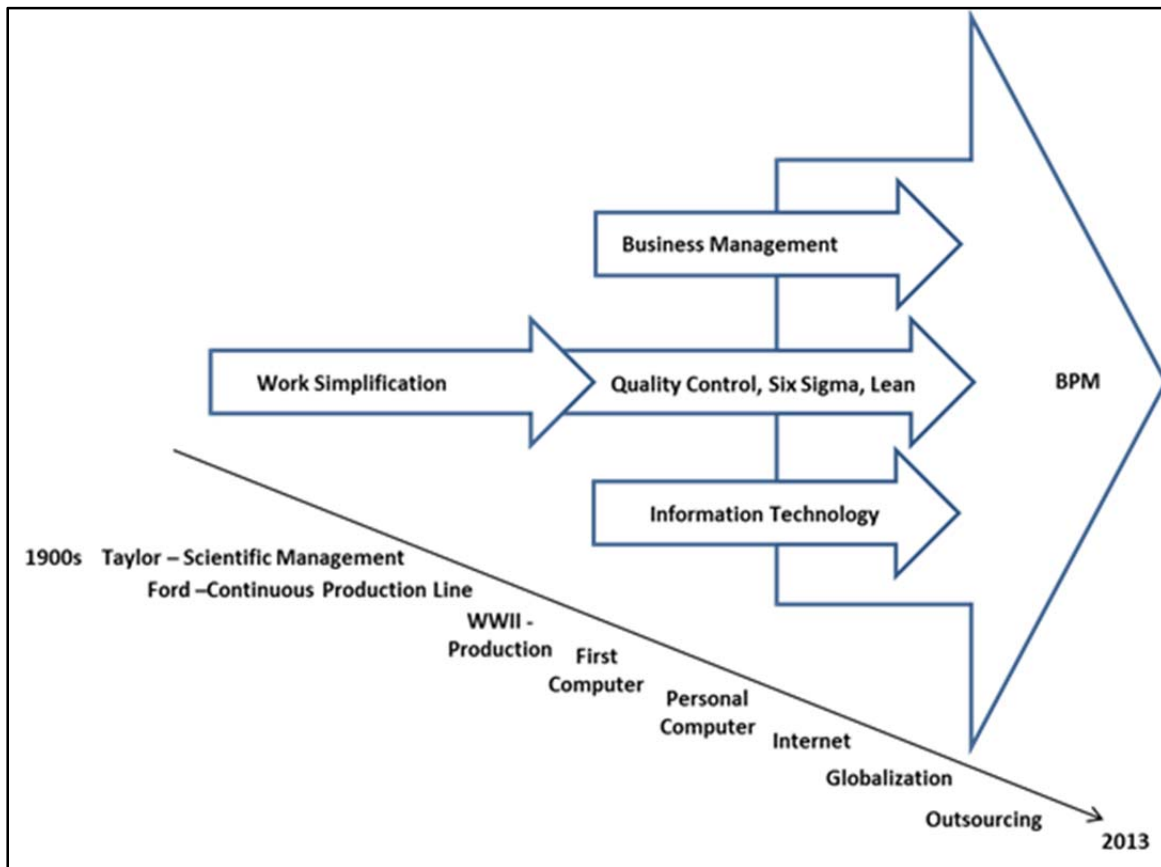 Business Management
Work Simplification
Quality Control, Six Sigma, Lean
BPM
Information Technology
1900s Taylor – Scientific Management
Ford –Continuous Production Line
WWII -
Production
First
Computer
Personal
Computer
Internet
Globalization
Outsourcing
2013